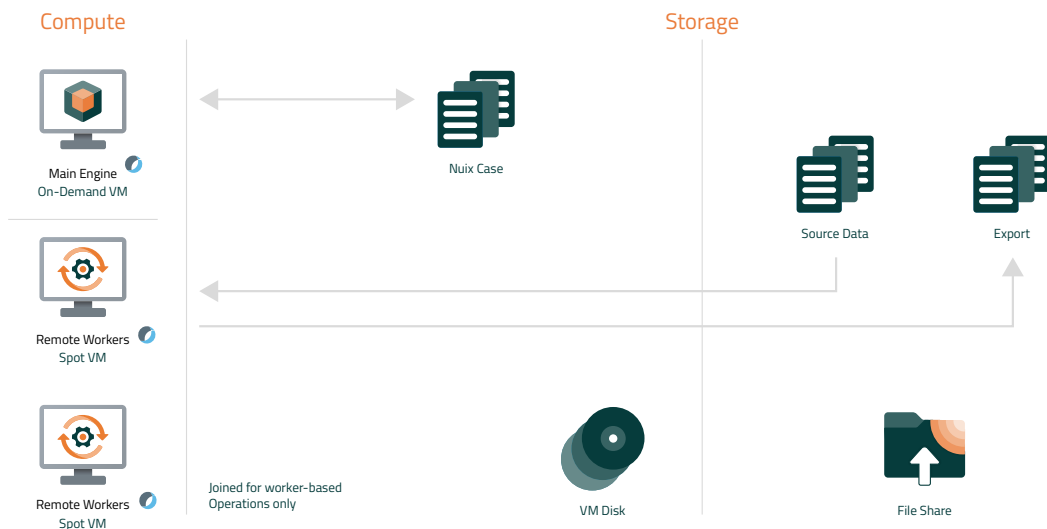 Compute
Storage
Main Engine
On-Demand VM
Nuix Case
Source Data
Export
Remote Workers
Spot VM
Remote Workers
Spot VM
Joined for worker-based
Operations only
VM Disk
File Share